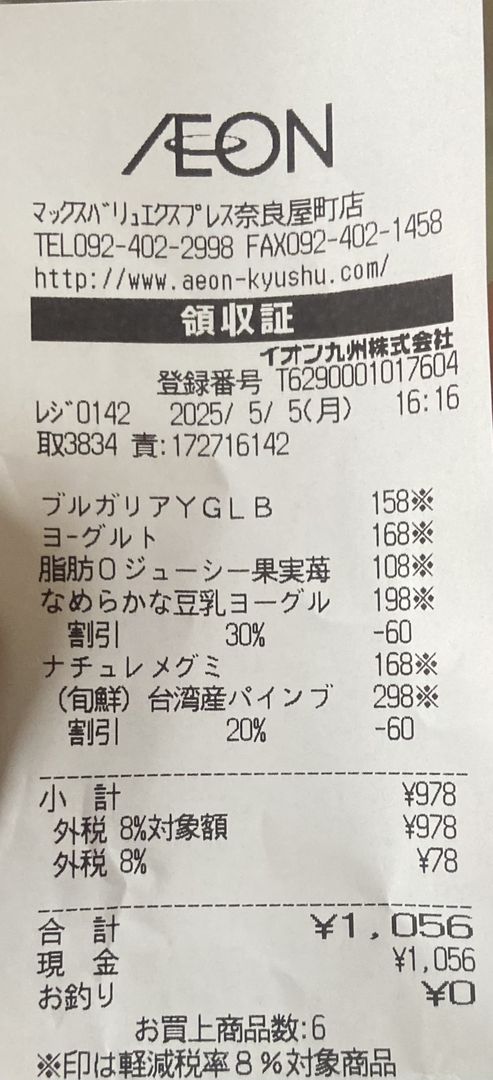 ÆON
マックスバリュエクスプレス奈良屋町店
TEL092-402-2998 FAX092-402-1458
http://www.aeon-kyushu.com/
領収証
イオン九州株式会社
登録番号 T6290001017604
レジ0142 2025/ 5/ 5(月) 16:16
取3834 責:172716142
ブルガリアYGLB 158※
ヨーグルト 168※
脂肪0ジューシー果実苺 108※
なめらかな豆乳ヨーグル 198※
割引 30% -60
ナチュレメグミ 168※
(旬鮮)台湾産パインブ 298※
割引 20% -60
小 計 ¥978
外税 8%対象額 ¥978
外税 8% ¥78
合 計 ¥1,056
現 金 ¥1,056
お釣り ¥0
お買上商品数:6
※印は軽減税率8%対象商品